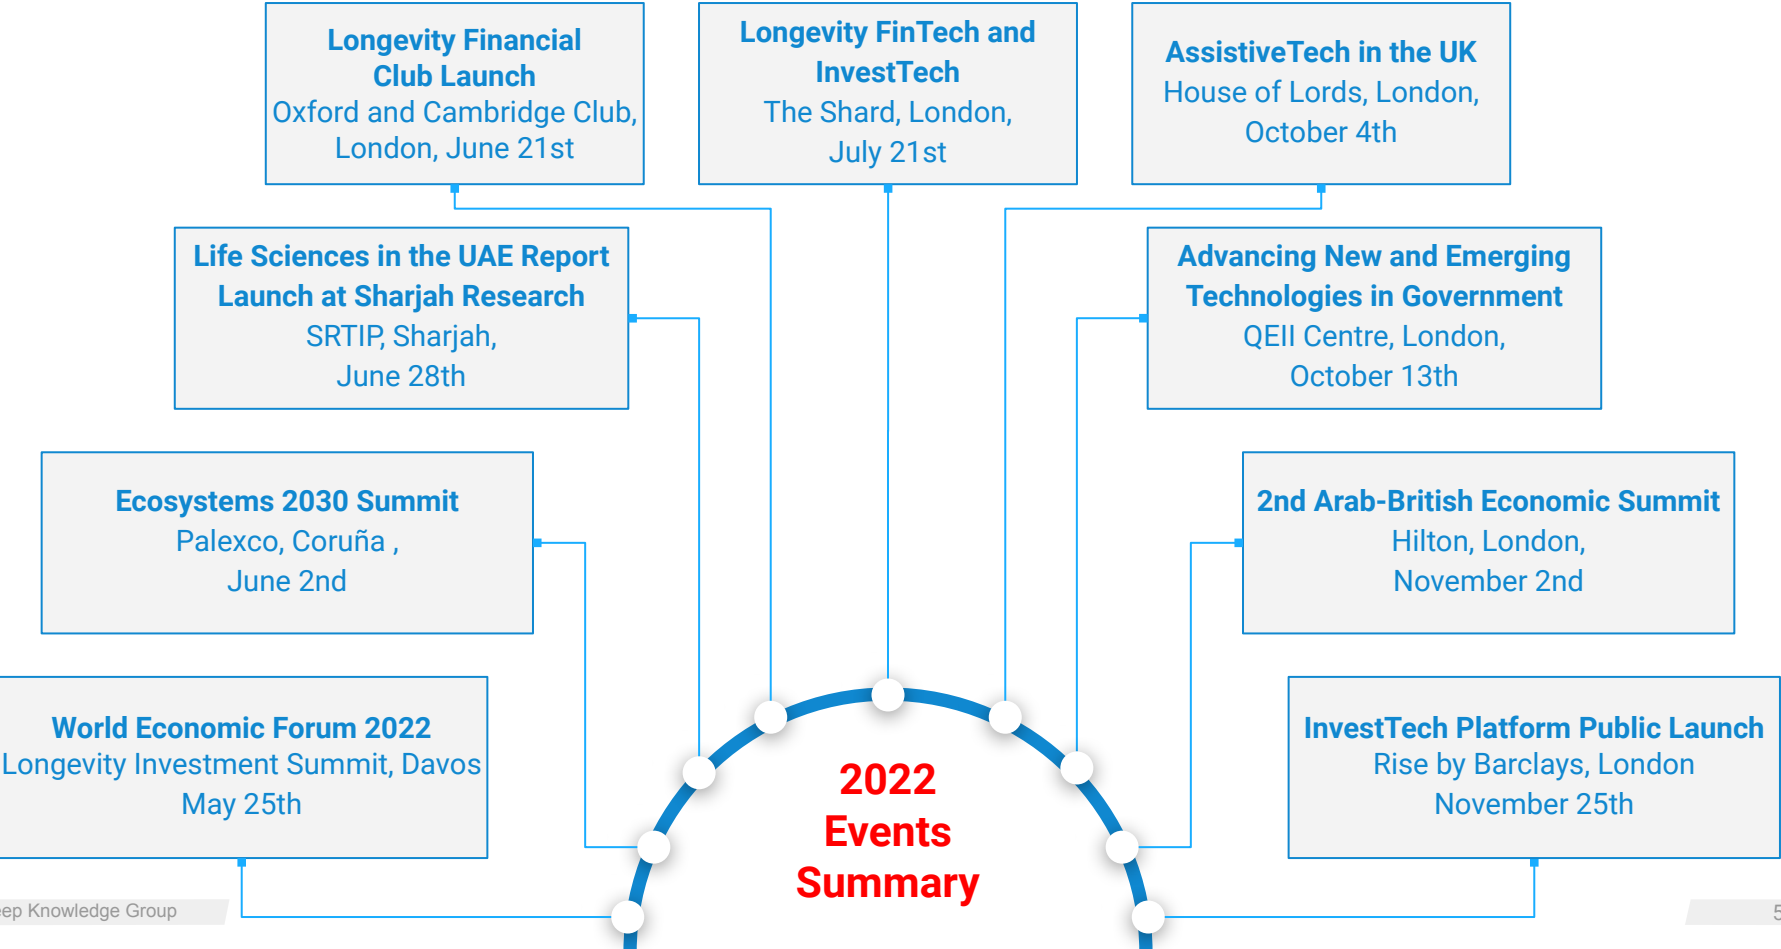 Longevity Financial
Club Launch
Oxford and Cambridge Club,
London, June 21st
Longevity FinTech and
InvestTech
The Shard, London,
July 21st
AssistiveTech in the UK
House of Lords, London,
October 4th
Life Sciences in the UAE Report
Launch at Sharjah Research
SRTIP, Sharjah,
June 28th
Advancing New and Emerging
Technologies in Government
QEII Centre, London,
October 13th
Ecosystems 2030 Summit
Palexco, Coruña ,
June 2nd
2nd Arab-British Economic Summit
Hilton, London,
November 2nd
World Economic Forum 2022
Longevity Investment Summit, Davos
May 25th
InvestTech Platform Public Launch
Rise by Barclays, London
November 25th
2022
Events
Summary
Knowledge Group